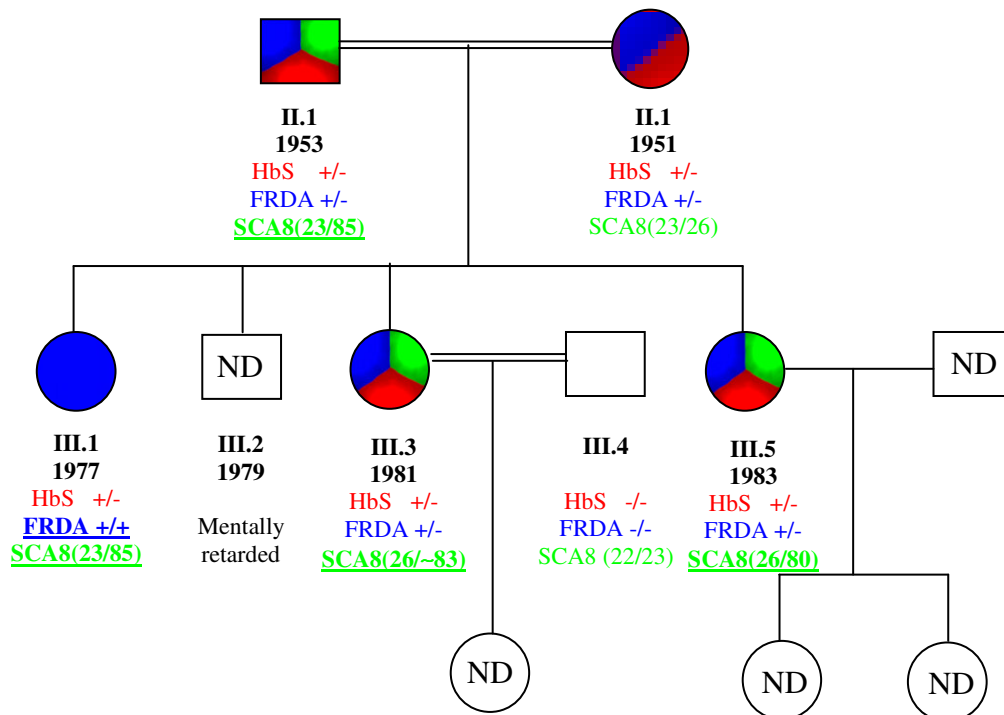 II.1
1953
HbS +/-
FRDA +/-
SCA8(23/85)
II.1
1951
HbS +/-
FRDA +/-
SCA8(23/26)
ND
ND
III.1
1977
HbS +/-
FRDA +/+
SCA8(23/85)
III.2
1979
Mentally
retarded
III.3
1981
HbS +/-
FRDA +/-
SCA8(26/~83)
III.4
HbS -/-
FRDA -/-
SCA8 (22/23)
III.5
1983
HbS +/-
FRDA +/-
SCA8(26/80)
ND
ND
ND